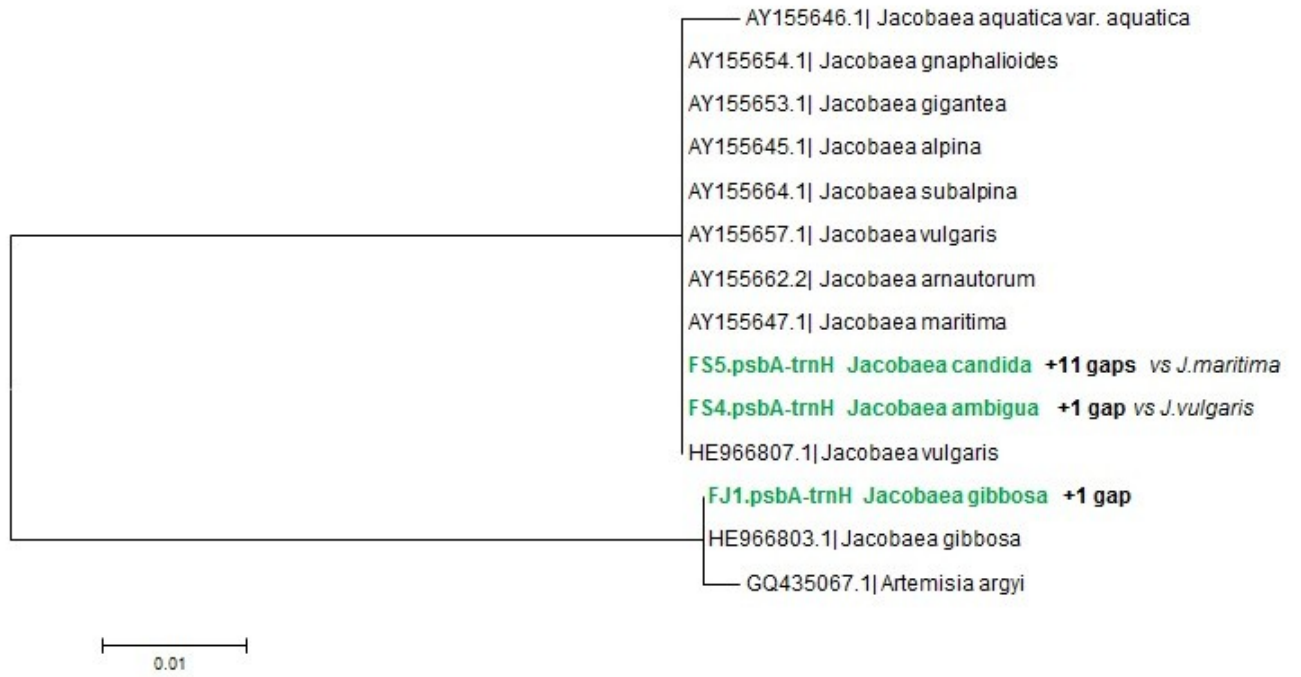 AY155646.1| Jacobaea aquatica var. aquatica
AY155654.1| Jacobaea gnaphalioides
AY155653.1| Jacobaea gigantea
AY155645.1| Jacobaea alpina
AY155664.1| Jacobaea subalpina
AY155657.1| Jacobaea vulgaris
AY155662.2| Jacobaea arnautorum
AY155647.1| Jacobaea maritima
FS5.psbA-trnH Jacobaea candida +11 gaps vs J.maritima
FS4.psbA-trnH Jacobaea ambigua +1 gap vs J.vulgaris
HE966807.1| Jacobaea vulgaris
FJ1.psbA-trnH Jacobaea gibbosa +1 gap
HE966803.1| Jacobaea gibbosa
GQ435067.1| Artemisia argyi
0.01